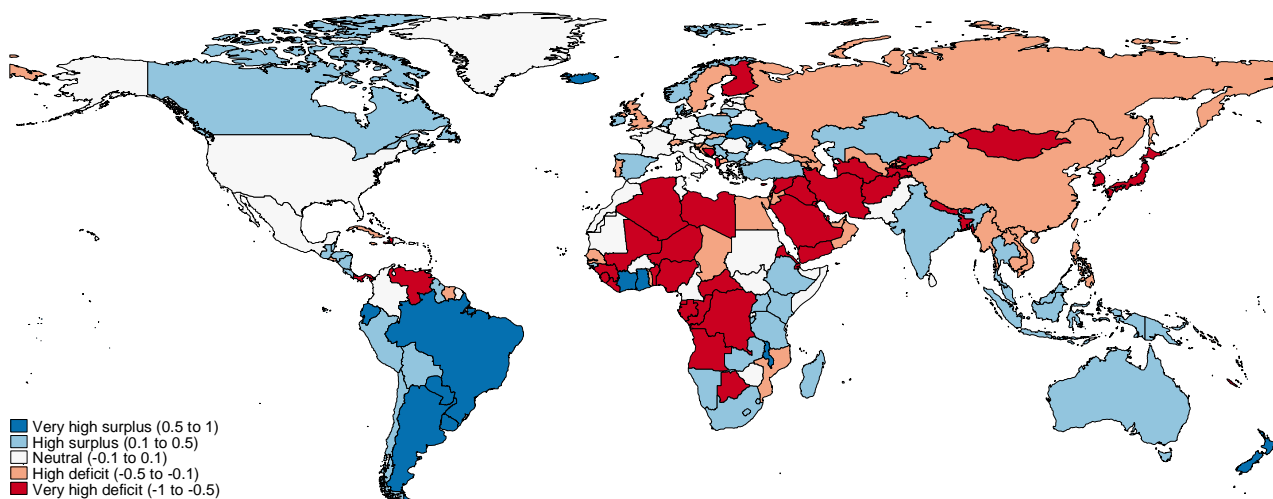 Very high surplus (0.5 to 1)
High surplus (0.1 to 0.5)
Neutral (-0.1 to 0.1)
High deficit (-0.5 to -0.1)
Very high deficit (-1 to -0.5)